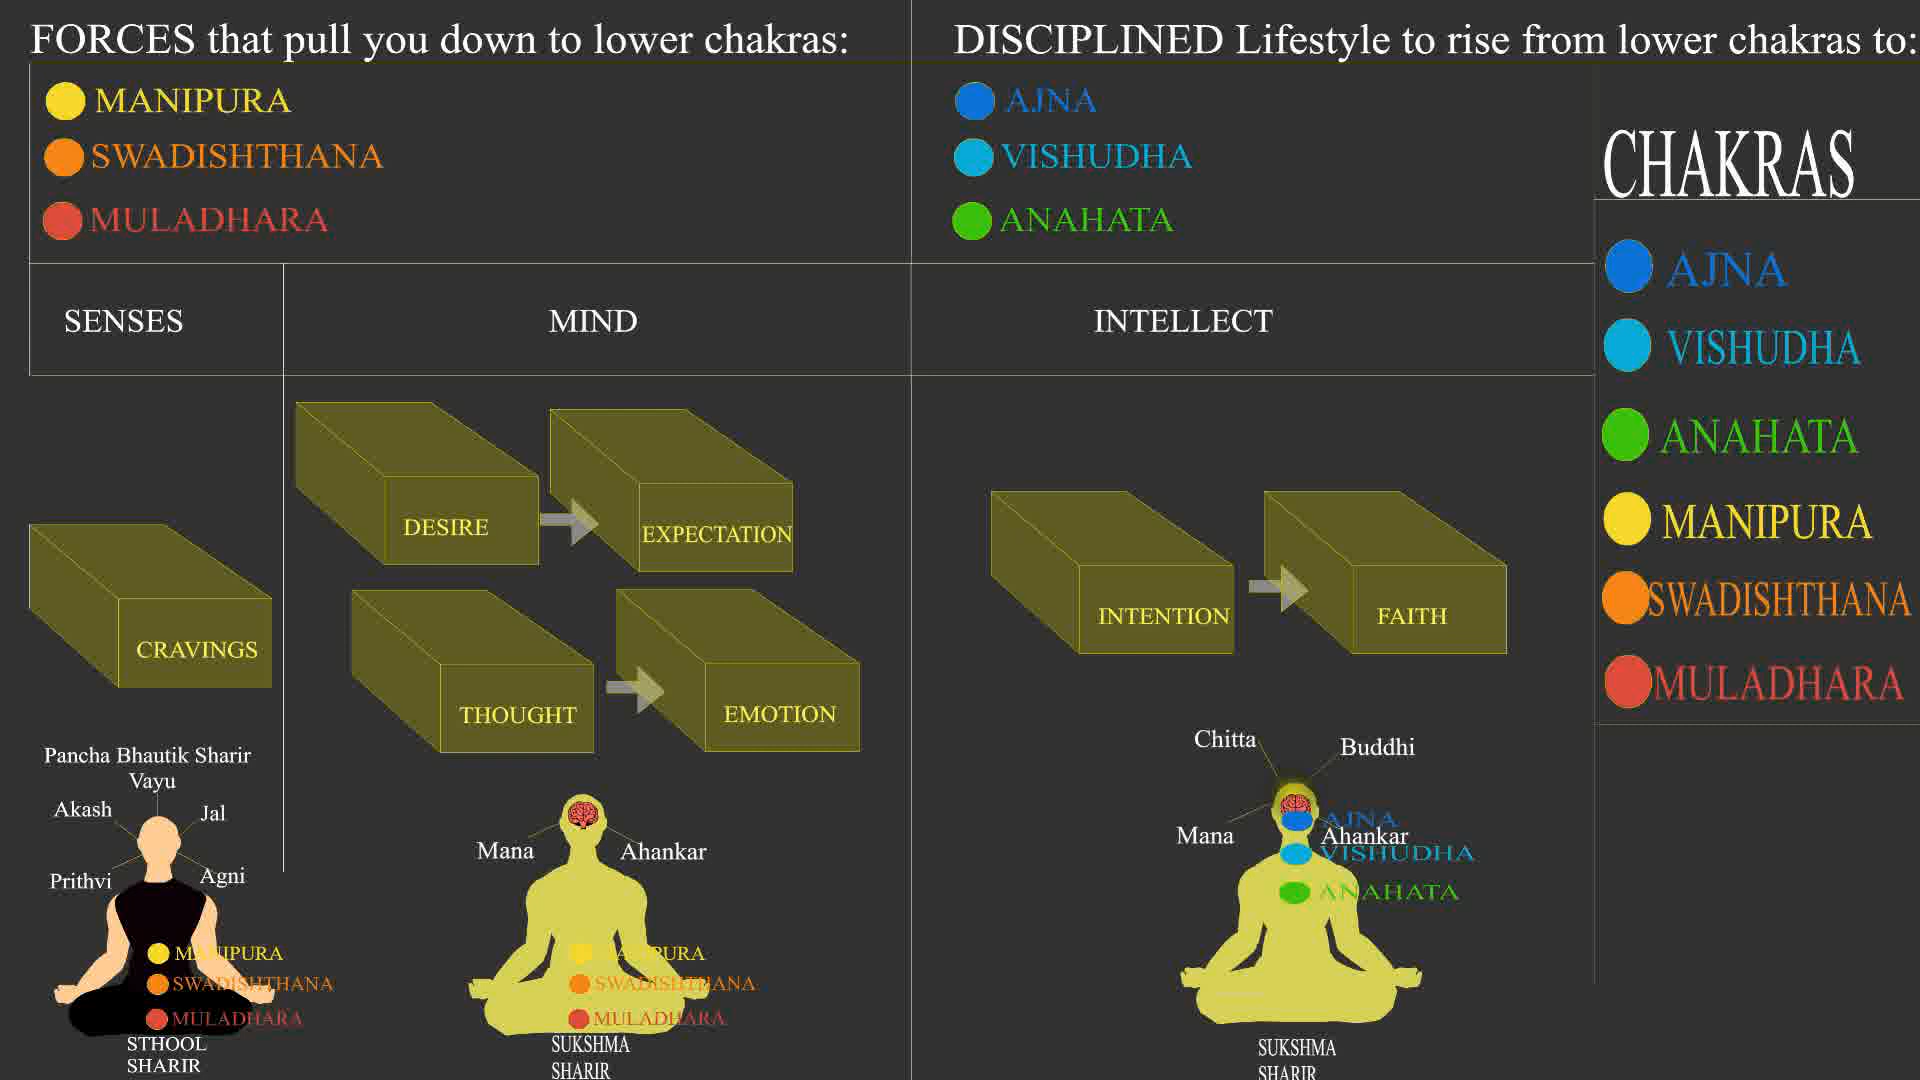 FORCES that pull you down to lower chakras:
MANIPURA
SWADISHTHANA
MULADHARA
DISCIPLINED Lifestyle to rise from lower chakras to:
AJNA
VISHUDHA
ANAHATA
CHAKRAS
AJNA
VISHUDHA
ANAHATA
MANIPURA
SWADISHTHANA
MULADHARA
SENSES
MIND
INTELLECT
CRAVINGS
DESIRE
EXPECTATION
THOUGHT
EMOTION
INTENTION
FAITH
Pancha Bhautik Sharir
Vayu
Akash
Jal
Prithvi
Agni
MANIPURA
SWADISHTHANA
MULADHARA
STHOOL
SHARIR
Mana
Ahankar
MANIPURA
SWADISHTHANA
MULADHARA
SUKSHMA
SHARIR
Chitta
Buddhi
Mana
Ahankar
AJNA
VISHUDHA
ANAHATA
SUKSHMA
SHARIR